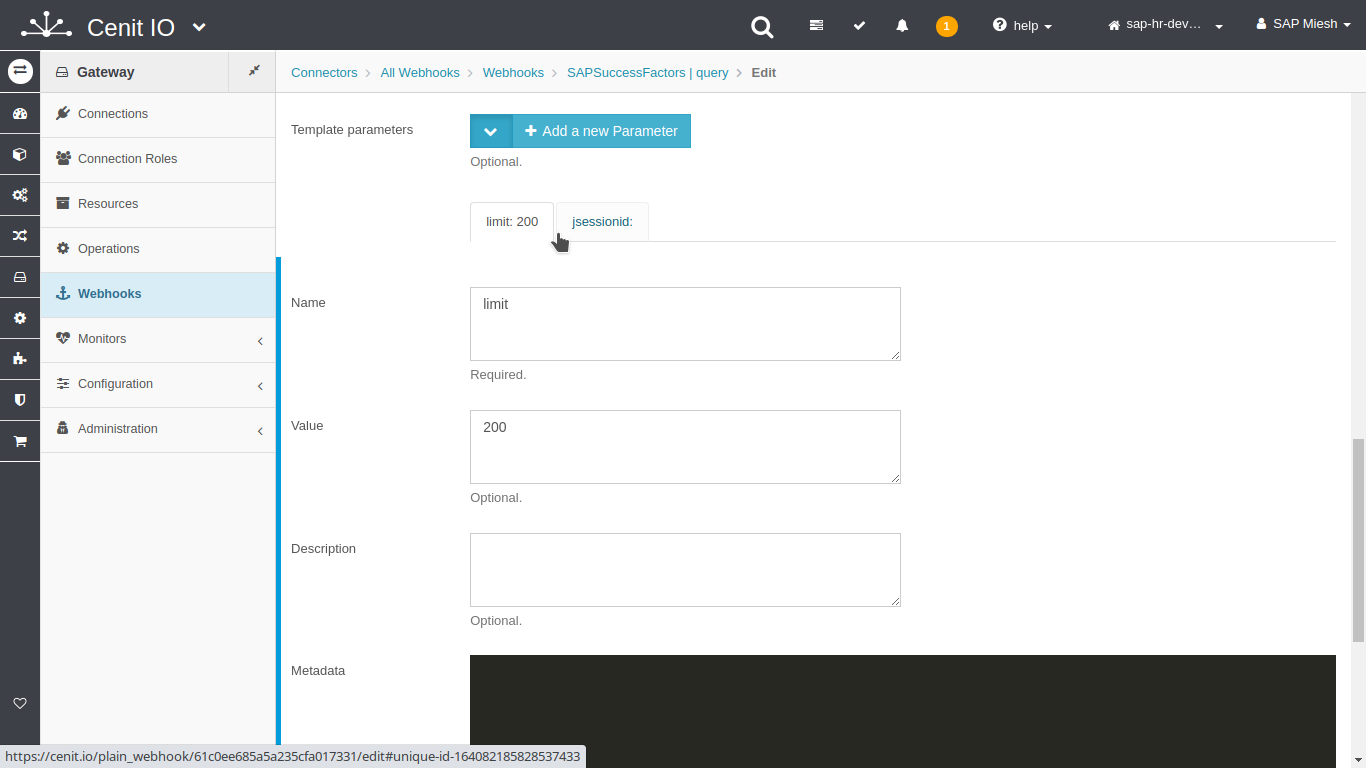 Cenit IO
1
help
sap-hr-dev…
SAP Miesh
Gateway
Connectors
All Webhooks
Webhooks
SAPSuccessFactors | query
Edit
Connections
Connection Roles
Resources
Operations
Webhooks
Monitors
Configuration
Administration
Template parameters
Add a new Parameter
Optional.
limit: 200
jsessionid:
Name
limit
Required.
Value
200
Optional.
Description
Optional.
Metadata
https://cenit.io/plain_webhook/61c0ee685a5a235cfa017331/edit#unique-id-164082185828537433